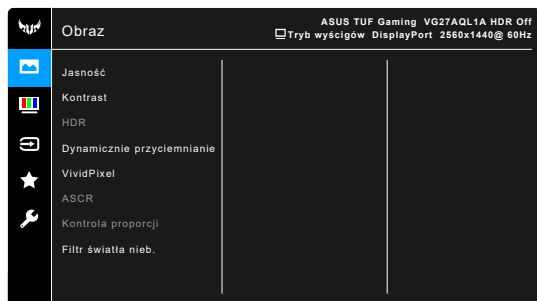 Obraz
ASUS TUF Gaming VG27AQL1A HDR Off
Tryb wyścigów DisplayPort 2560x1440@ 60Hz
Jasność
Kontrast
HDR
Dynamicznie przyciemnianie
VividPixel
ASCR
Kontrola proporcji
Filtr światła nieb.